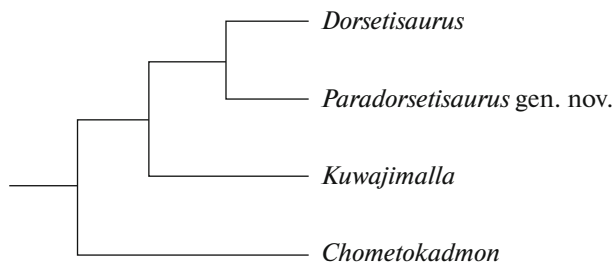 Dorsetisaurus
Paradorsetisaurus gen. nov.
Kuwajimalla
Chometokadmon